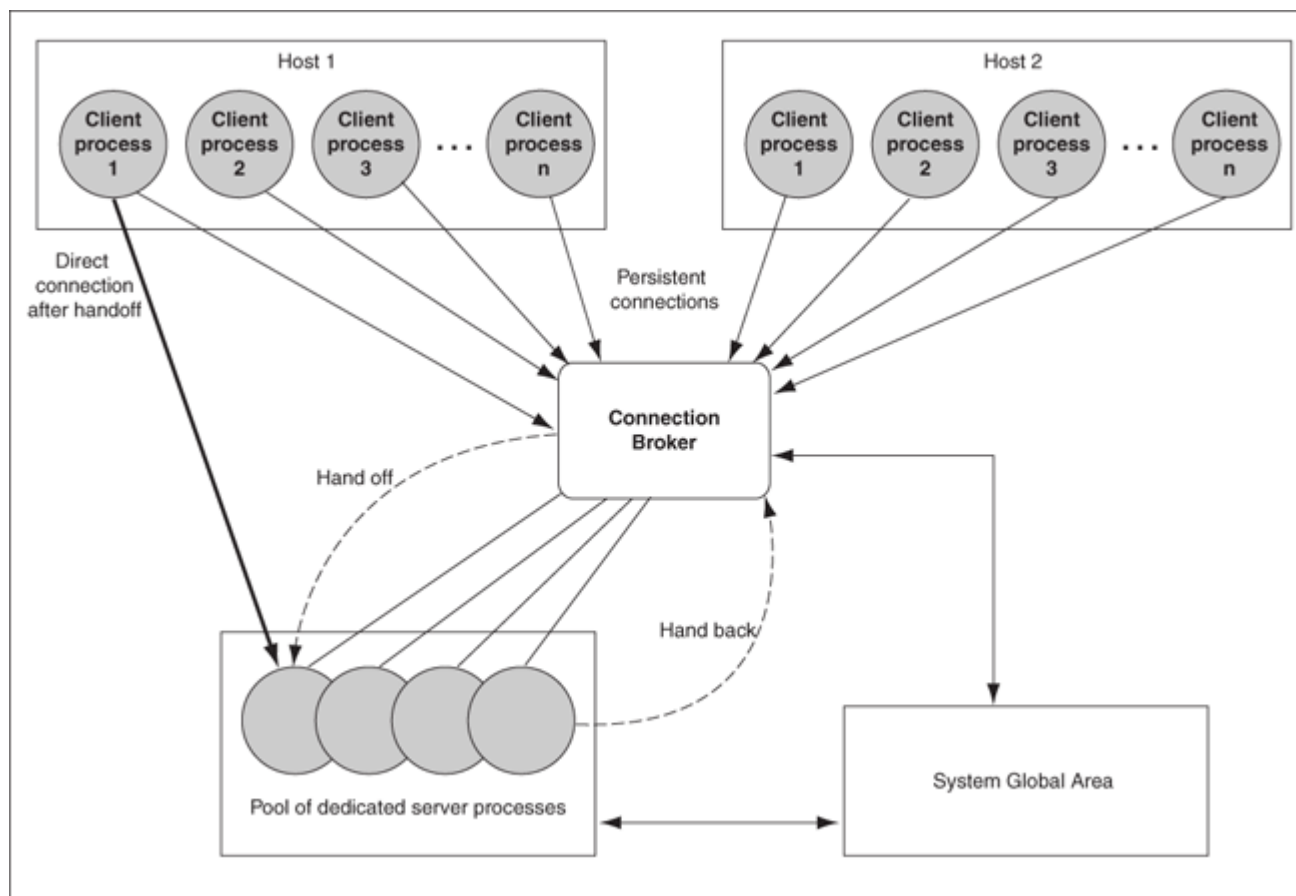 Host 1
Client
process
1
Client
process
2
Client
process
3
...
Client
process
n
Host 2
Client
process
1
Client
process
2
Client
process
3
...
Client
process
n
Direct
connection
after handoff
Persistent
connections
Connection
Broker
Hand off
Hand back
Pool of dedicated server processes
System Global Area